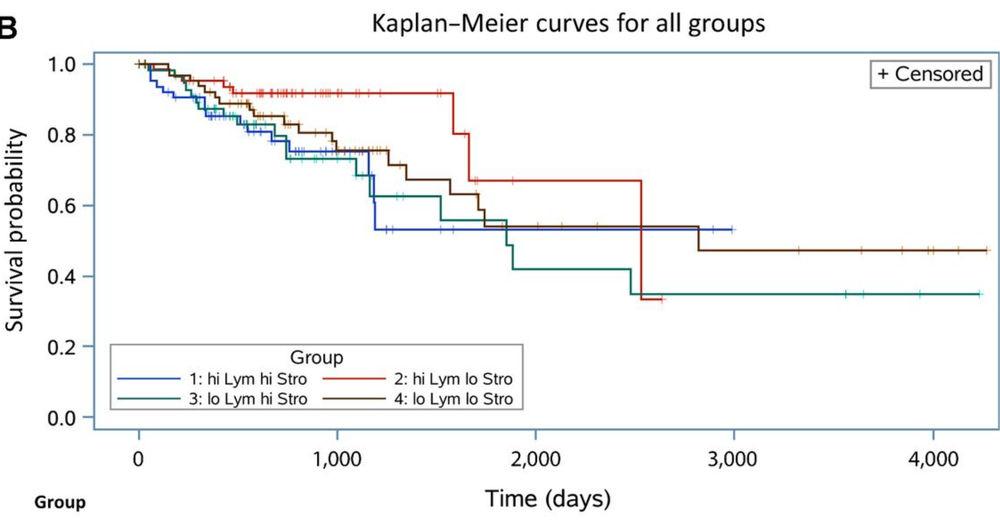 B
Kaplan–Meier curves for all groups
+ Censored
Survival probability
1.0
0.8
0.6
0.4
0.2
0.0
Group
1: hi Lym hi Stro
2: hi Lym lo Stro
3: lo Lym hi Stro
4: lo Lym lo Stro
0
1,000
2,000
3,000
4,000
Time (days)
Group